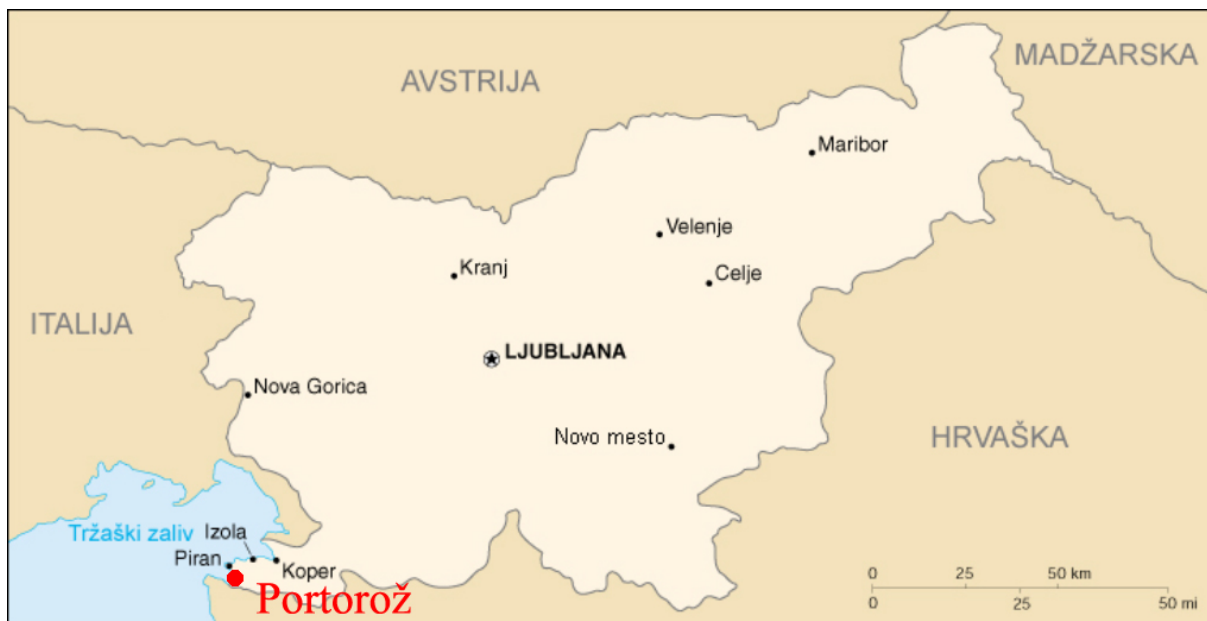 AVSTRIJA
MADŽARSKA
Maribor
Velenje
Kranj
Celje
ITALIJA
LJUBLJANA
Nova Gorica
Novo mesto
HRVAŠKA
Tržaški zaliv
Izola
Piran
Koper
Portorož
0 25 50 km
0 25 50 mi